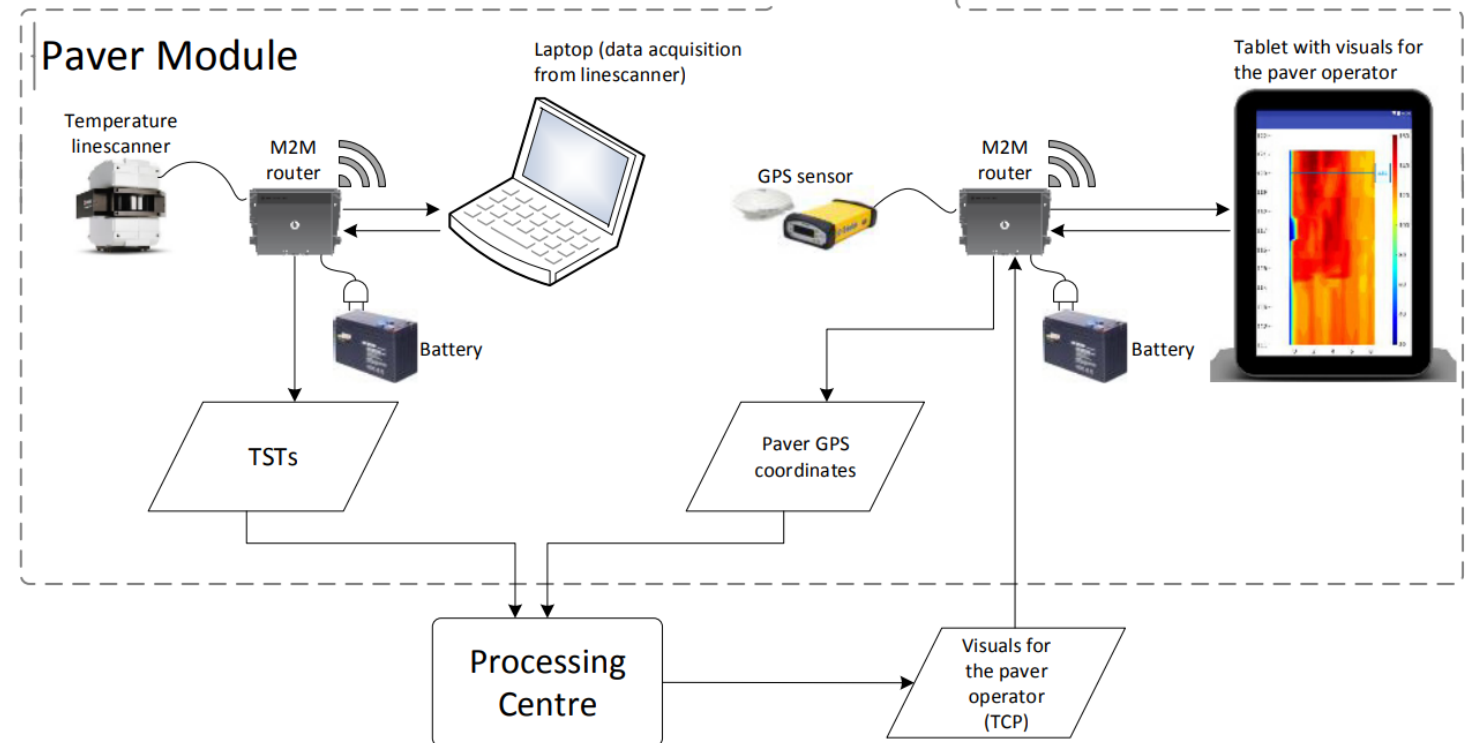 Paver Module
Temperature
linescanner
M2M
router
Laptop (data acquisition
from linescanner)
GPS sensor
M2M
router
Tablet with visuals for
the paver operator
Battery
Battery
TSTs
Paver GPS
coordinates
Processing
Centre
Visuals for
the paver
operator
(TCP)